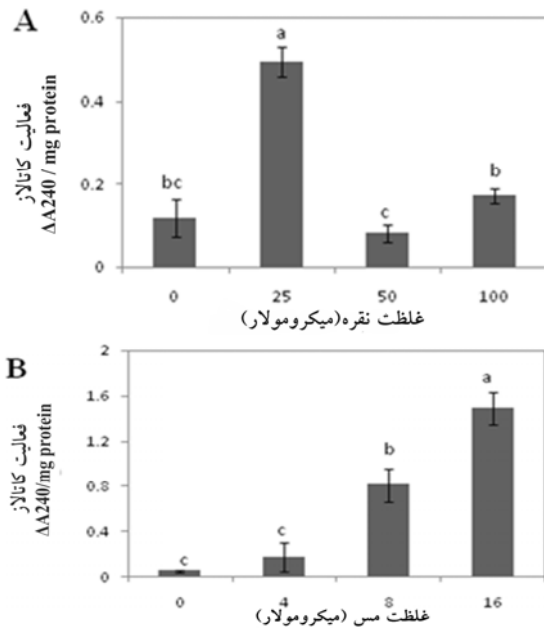 A
0.6
a
0.4
فعالیت کاتالاز
ΔA240 / mg protein
0.2
bc
b
c
0
0
25
50
100
غلظت نقره(میکرومولار)
B
2
a
1.6
1.2
b
فعالیت کاتالاز
ΔA240/mg protein
0.8
0.4
c
c
0
0
4
8
16
غلظت مس (میکرومولار)